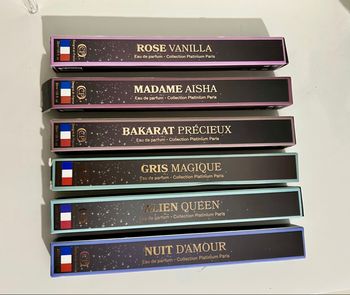 ROSE VANILLA
Eau de parfum - Collection Platinium Paris
MADAME AISHA
Eau de parfum - Collection Platinium Paris
BAKARAT PRÉCIEUX
Eau de parfum - Collection Platinium Paris
GRIS MAGIQUE
Eau de parfum - Collection Platinium Paris
LIEN QUEEN
Eau de parfum - Collection Platinium Paris
NUIT D'AMOUR
Eau de parfum - Collection Platinium Paris